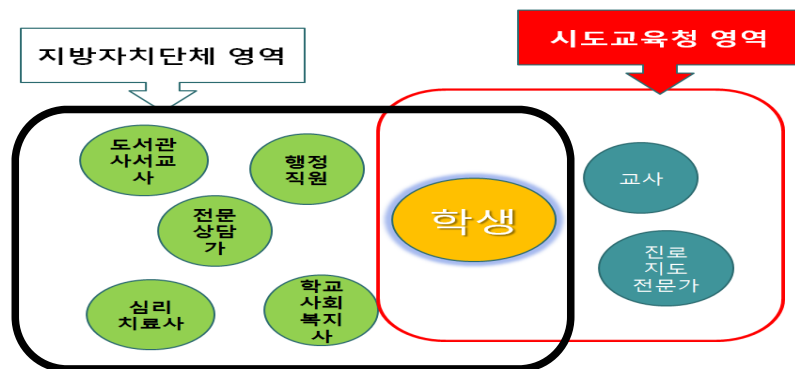 지방자치단체 영역
시도교육청 영역
도서관
사서교
사
행정
직원
전문
상담
가
심리
치료사
학교
사회
복지
사
학생
교사
진로
지도
전문가